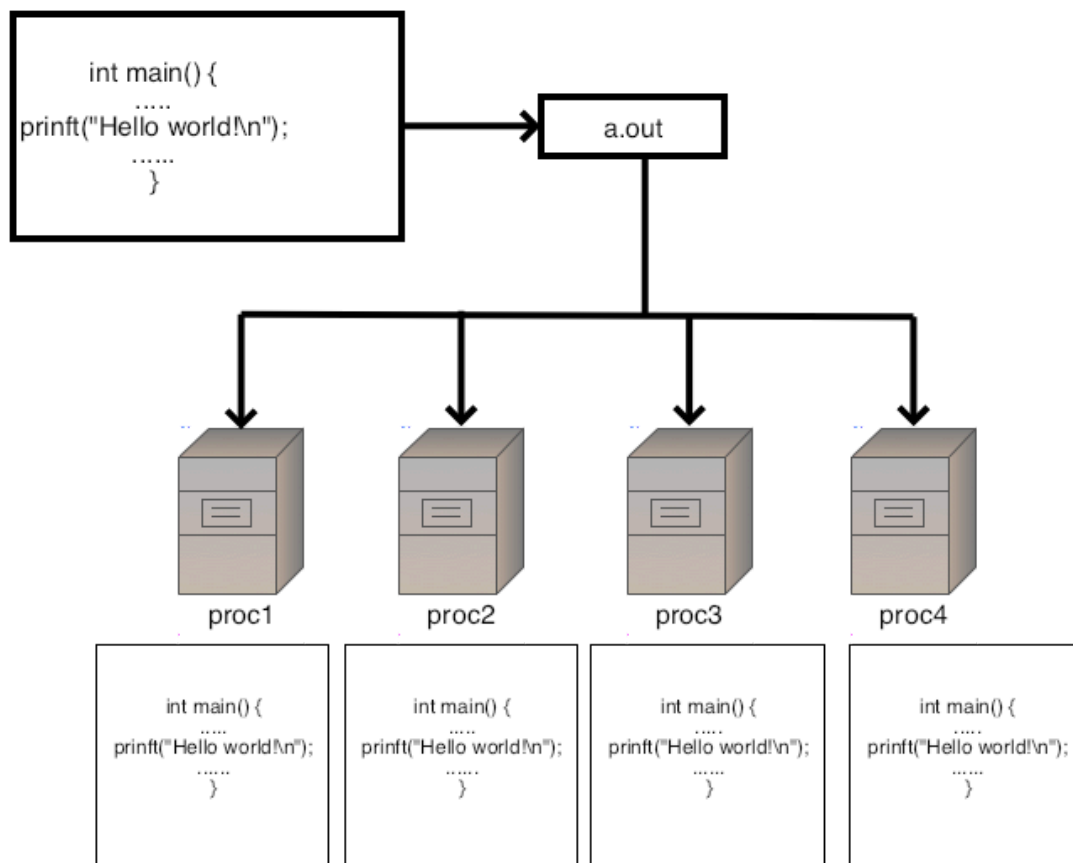 int main() {
.....
prinft("Hello world!\n");
......
}
a.out
proc1
proc2
proc3
proc4
int main() {
.....
prinft("Hello world!\n");
......
}
int main() {
.....
prinft("Hello world!\n");
......
}
int main() {
.....
prinft("Hello world!\n");
......
}
int main() {
.....
prinft("Hello world!\n");
......
}